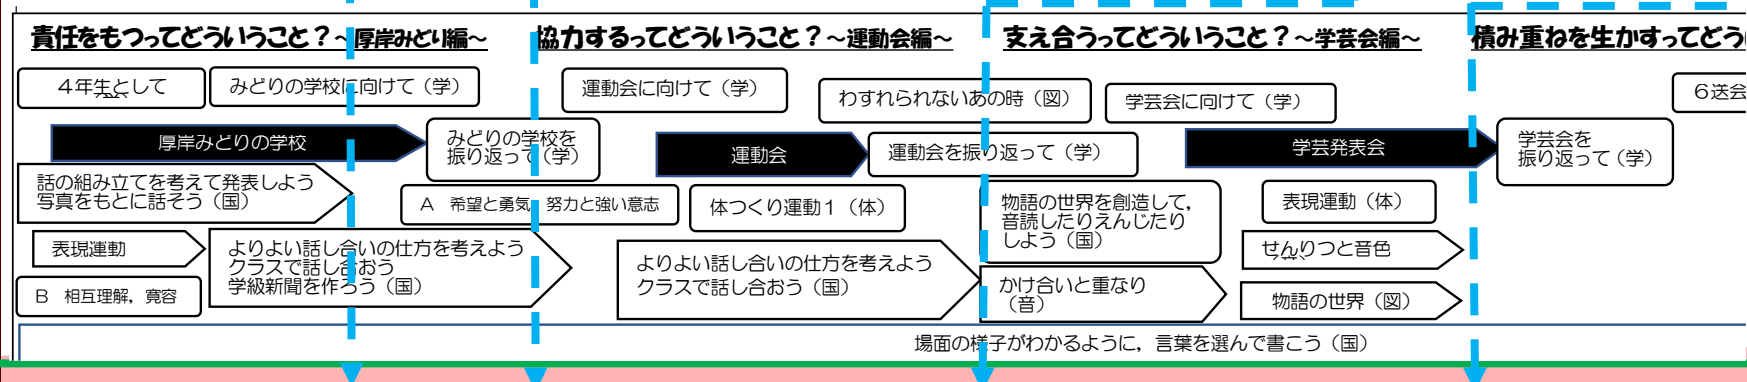 責任をもつってどういうこと？～厚岸みどり編～
４年生として
みどりの学校に向けて（学）
厚岸みどりの学校
みどりの学校を
振り返って（学）
話の組み立てを考えて発表しよう
写真をもとに話そう（国）
A　希望と勇気　努力と強い意志
表現運動
よりよい話し合いの仕方を考えよう
クラスで話し合おう
学級新聞を作ろう（国）
B　相互理解，寛容
協力するってどういうこと？～運動会編～
運動会に向けて（学）
わすれられないあの時（図）
運動会
運動会を振り返って（学）
体つくり運動１（体）
よりよい話し合いの仕方を考えよう
クラスで話し合おう（国）
支え合うってどういうこと？～学芸会編～
学芸会に向けて（学）
学芸発表会
物語の世界を創造して，
音読したりえんじたり
しよう（国）
表現運動（体）
せんりつと音色
かけ合いと重なり
（音）
物語の世界（図）
積み重ねを生かすってどう
６送会
学芸会を
振り返って（学）
場面の様子がわかるように，言葉を選んで書こう（国）